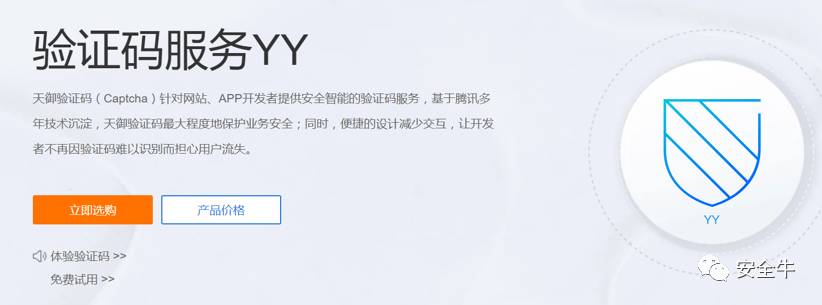 验证码服务YY
天御验证码（Captcha）针对网站、APP开发者提供安全智能的验证码服务，基于腾讯多
年技术沉淀，天御验证码最大程度地保护业务安全；同时，便捷的设计减少交互，让开发
者不再因验证码难以识别而担心用户流失。
立即选购
产品价格
体验验证码 >>
免费试用 >>
YY
安全牛